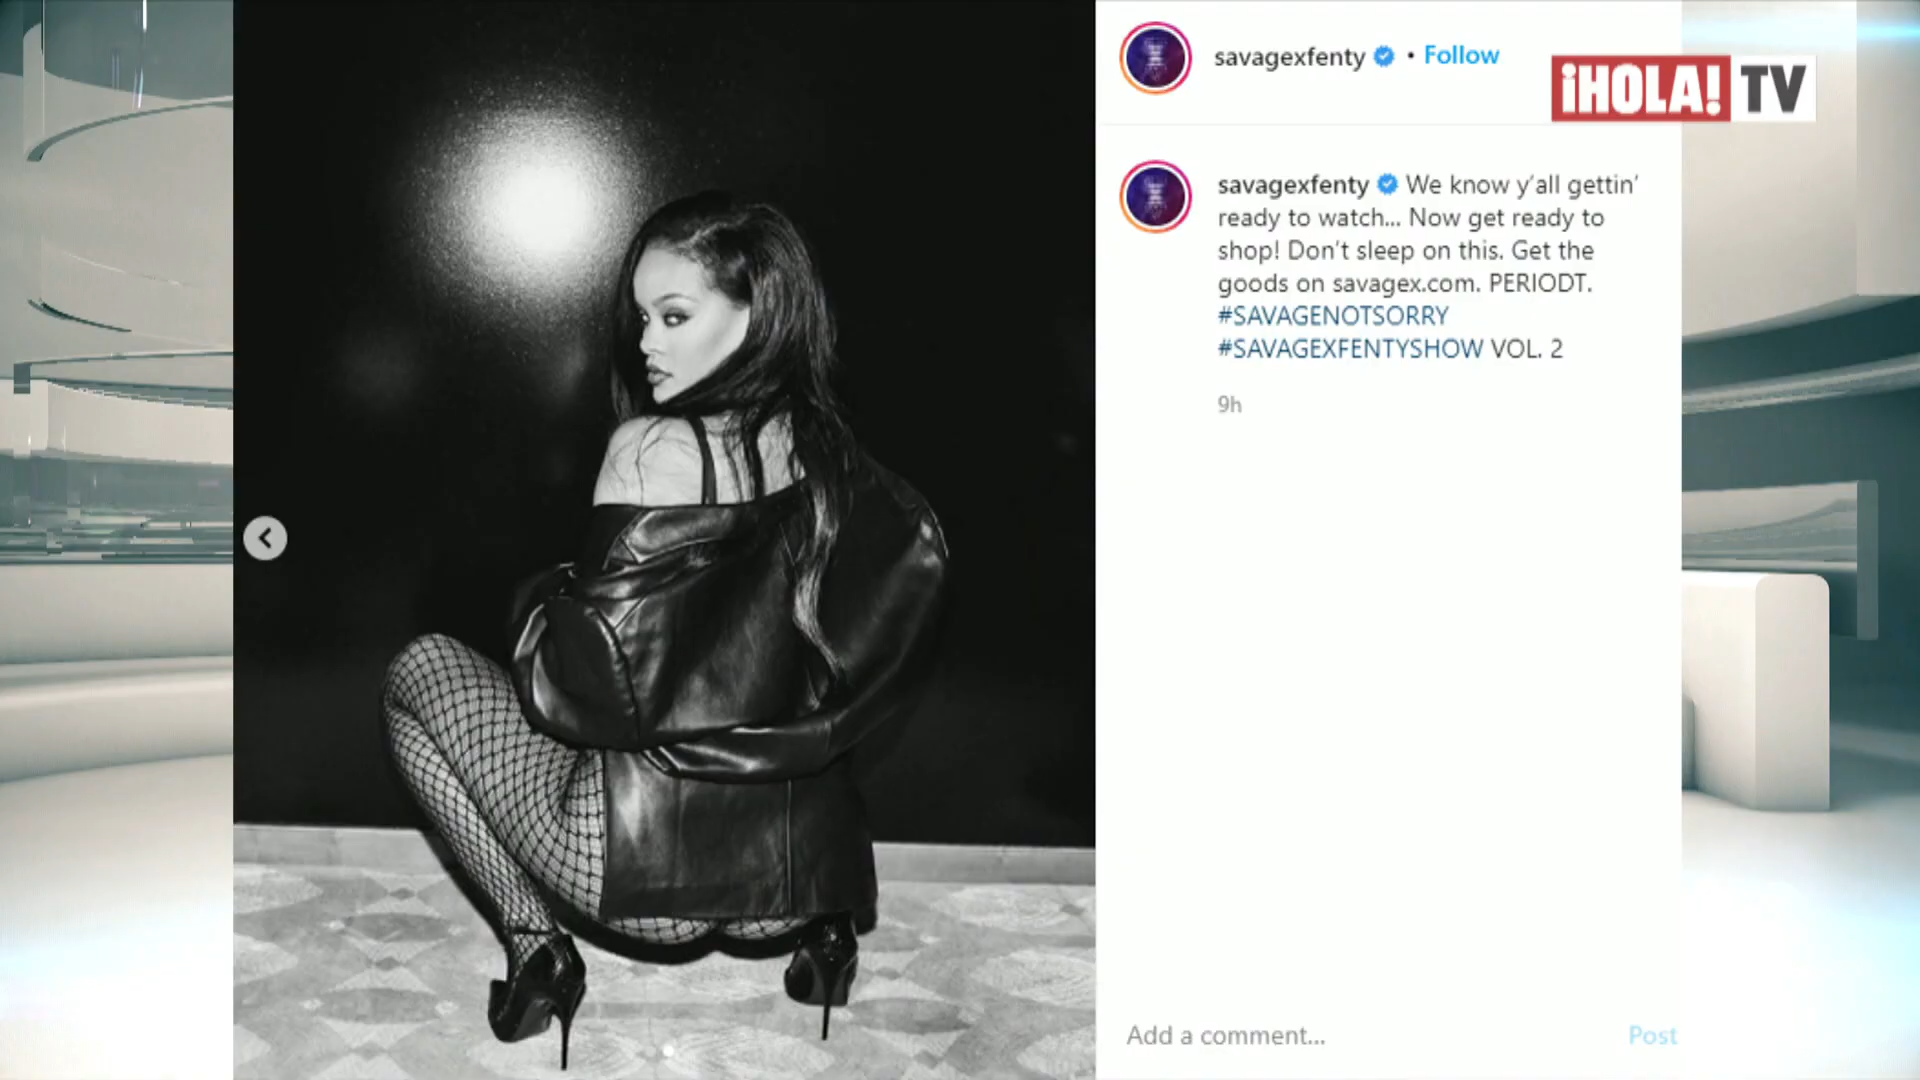 savagexfenty • Follow
¡HOLA! TV
savagexfenty We know y’all gettin’
ready to watch... Now get ready to
shop! Don’t sleep on this. Get the
goods on savagex.com. PERIODT.
#SAVAGENOTSORRY
#SAVAGEXFENTYSHOW VOL. 2
9h
Add a comment...
Post